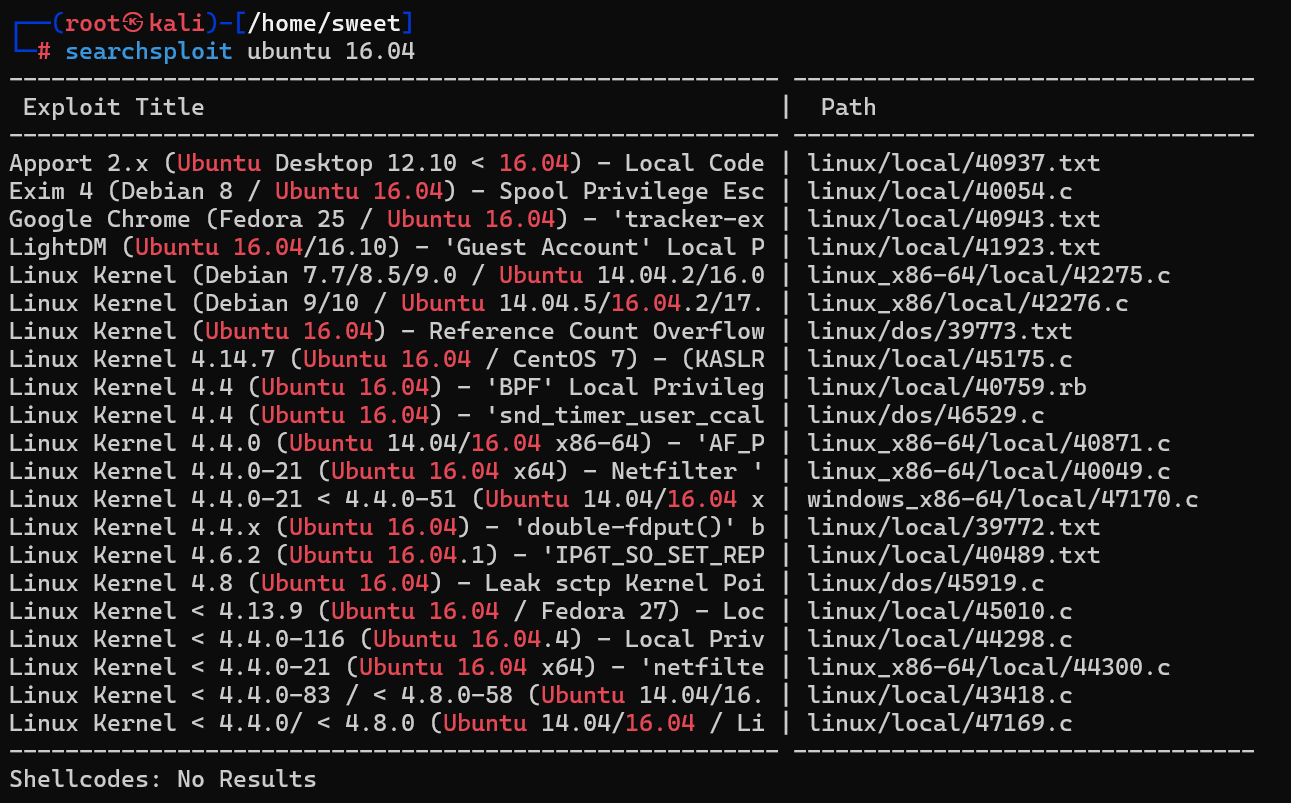 ┌──(root㉿kali)-[/home/sweet]
└─# searchsploit ubuntu 16.04
------------------------------------------------------- ---------------------------------
 Exploit Title                                         |  Path
------------------------------------------------------- ---------------------------------
Apport 2.x (Ubuntu Desktop 12.10 < 16.04) - Local Code | linux/local/40937.txt
Exim 4 (Debian 8 / Ubuntu 16.04) - Spool Privilege Esc | linux/local/40054.c
Google Chrome (Fedora 25 / Ubuntu 16.04) - 'tracker-ex | linux/local/40943.txt
LightDM (Ubuntu 16.04/16.10) - 'Guest Account' Local P | linux/local/41923.txt
Linux Kernel (Debian 7.7/8.5/9.0 / Ubuntu 14.04.2/16.0 | linux_x86-64/local/42275.c
Linux Kernel (Debian 9/10 / Ubuntu 14.04.5/16.04.2/17. | linux_x86/local/42276.c
Linux Kernel (Ubuntu 16.04) - Reference Count Overflow | linux/dos/39773.txt
Linux Kernel 4.14.7 (Ubuntu 16.04 / CentOS 7) - (KASLR | linux/local/45175.c
Linux Kernel 4.4 (Ubuntu 16.04) - 'BPF' Local Privileg | linux/local/40759.rb
Linux Kernel 4.4 (Ubuntu 16.04) - 'snd_timer_user_ccal | linux/dos/46529.c
Linux Kernel 4.4.0 (Ubuntu 14.04/16.04 x86-64) - 'AF_P | linux_x86-64/local/40871.c
Linux Kernel 4.4.0-21 (Ubuntu 16.04 x64) - Netfilter ' | linux_x86-64/local/40049.c
Linux Kernel 4.4.0-21 < 4.4.0-51 (Ubuntu 14.04/16.04 x | windows_x86-64/local/47170.c
Linux Kernel 4.4.x (Ubuntu 16.04) - 'double-fdput()' b | linux/local/39772.txt
Linux Kernel 4.6.2 (Ubuntu 16.04.1) - 'IP6T_SO_SET_REP | linux/local/40489.txt
Linux Kernel 4.8 (Ubuntu 16.04) - Leak sctp Kernel Poi | linux/dos/45919.c
Linux Kernel < 4.13.9 (Ubuntu 16.04 / Fedora 27) - Loc | linux/local/45010.c
Linux Kernel < 4.4.0-116 (Ubuntu 16.04.4) - Local Priv | linux/local/44298.c
Linux Kernel < 4.4.0-21 (Ubuntu 16.04 x64) - 'netfilte | linux_x86-64/local/44300.c
Linux Kernel < 4.4.0-83 / < 4.8.0-58 (Ubuntu 14.04/16. | linux/local/43418.c
Linux Kernel < 4.4.0/ < 4.8.0 (Ubuntu 14.04/16.04 / Li | linux/local/47169.c
------------------------------------------------------- ---------------------------------
Shellcodes: No Results